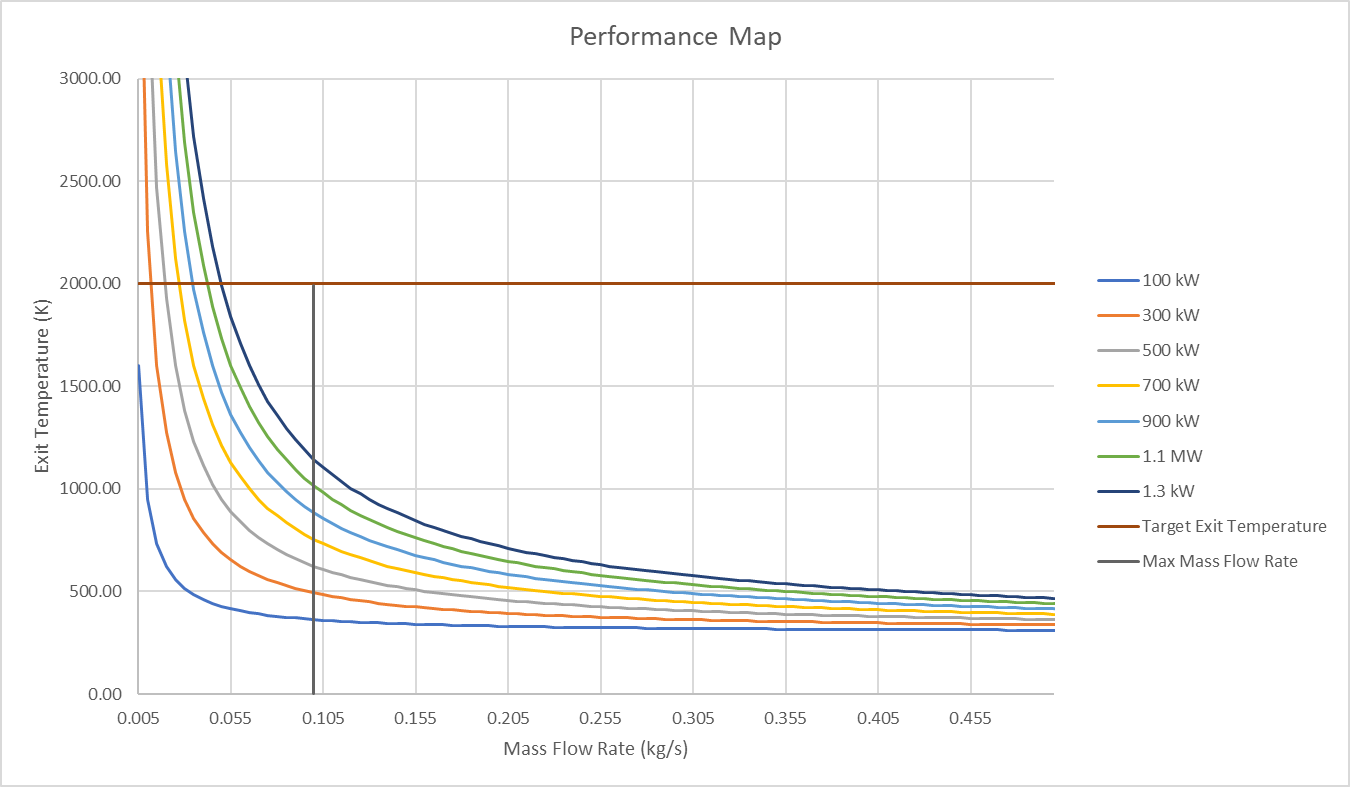 Performance Map
Exit Temperature (K)
3000.00
2500.00
2000.00
1500.00
1000.00
500.00
0.00
0.005 0.055 0.105 0.155 0.205 0.255 0.305 0.355 0.405 0.455
Mass Flow Rate (kg/s)
100 kW
300 kW
500 kW
700 kW
900 kW
1.1 MW
1.3 kW
Target Exit Temperature
Max Mass Flow Rate